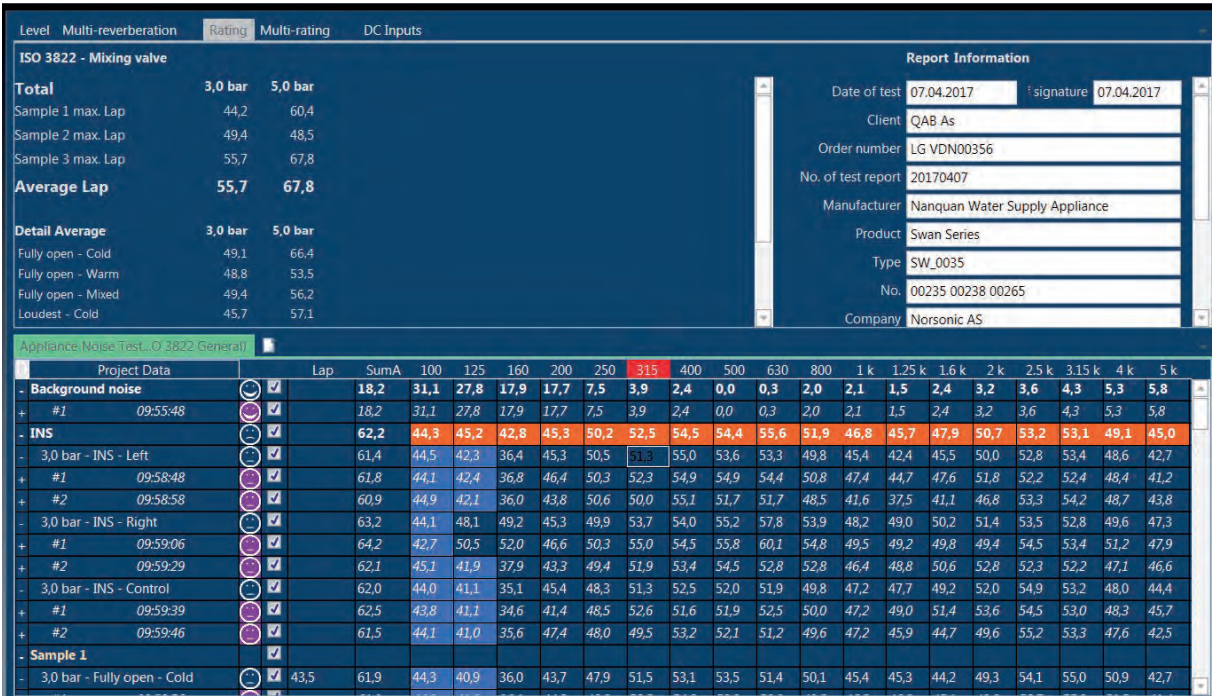 Level Multi-reverberation Rating Multi-rating DC Inputs
ISO 3822 - Mixing valve
Total 3,0 bar 5,0 bar
Sample 1 max. Lap 44,2 60,4
Sample 2 max. Lap 49,4 48,5
Sample 3 max. Lap 55,7 67,8
Average Lap 55,7 67,8
Detail Average 3,0 bar 5,0 bar
Fully open - Cold 49,1 66,4
Fully open - Warm 48,8 53,5
Fully open - Mixed 49,4 56,2
Loudest - Cold 45,7 57,1
Report Information
Date of test 07.04.2017 signature 07.04.2017
Client QAB As
Order number LG VDN00356
No. of test report 20170407
Manufacturer Nanquan Water Supply Appliance
Product Swan Series
Type SW_0035
No. 00235 00238 00265
Company Norsonic AS
Appliance Noise Test...O 3822 General)
Project Data Lap SumA 100 125 160 200 250 315 400 500 630 800 1 k 1.25 k 1.6 k 2 k 2.5 k 3.15 k 4 k 5 k
- Background noise 18,2 31,1 27,8 17,9 17,7 7,5 3,9 2,4 0,0 0,3 2,0 2,1 1,5 2,4 3,2 3,6 4,3 5,3 5,8
+ #1 09:55:48 18,2 31,1 27,8 17,9 17,7 7,5 3,9 2,4 0,0 0,3 2,0 2,1 1,5 2,4 3,2 3,6 4,3 5,3 5,8
- INS 62,2 44,3 45,2 42,8 45,3 50,2 52,5 54,5 54,4 55,6 51,9 46,8 45,7 47,9 50,7 53,2 53,1 49,1 45,0
- 3,0 bar - INS - Left 61,4 44,5 42,3 36,4 45,3 50,5 51,3 55,0 53,6 53,3 49,8 45,4 42,4 45,5 50,0 52,8 53,4 48,6 42,7
+ #1 09:58:48 61,8 44,1 42,4 36,8 46,4 50,3 52,3 54,9 54,9 54,4 50,8 47,4 44,7 47,6 51,8 52,2 52,4 48,4 41,2
+ #2 09:58:58 60,9 44,9 42,1 36,0 43,8 50,6 50,0 55,1 51,7 51,7 48,5 41,6 37,5 41,1 46,8 53,3 54,2 48,7 43,8
- 3,0 bar - INS - Right 63,2 44,1 48,1 49,2 45,3 49,9 53,7 54,0 55,2 57,8 53,9 48,2 49,0 50,2 51,4 53,5 52,8 49,6 47,3
+ #1 09:59:06 64,2 42,7 50,5 52,0 46,6 50,3 55,0 54,5 55,8 60,1 54,8 49,5 49,2 49,8 49,4 54,5 53,4 51,2 47,9
+ #2 09:59:29 62,1 45,1 41,9 37,9 43,3 49,4 51,9 53,4 54,5 52,8 52,8 46,4 48,8 50,6 52,8 52,3 52,2 47,1 46,6
- 3,0 bar - INS - Control 62,0 44,0 41,1 35,1 45,4 48,3 51,3 52,5 52,0 51,9 49,8 47,2 47,7 49,2 52,0 54,9 53,2 48,0 44,4
+ #1 09:59:39 62,5 43,8 41,1 34,6 41,4 48,5 52,6 51,6 51,9 52,5 50,0 47,2 49,0 51,4 53,6 54,5 53,0 48,3 45,7
+ #2 09:59:46 61,5 44,1 41,0 35,6 47,4 48,0 49,5 53,2 52,1 51,2 49,6 47,2 45,9 44,7 49,6 55,2 53,3 47,6 42,5
- Sample 1
- 3,0 bar - Fully open - Cold 43,5 61,9 44,3 40,9 36,0 43,7 47,9 51,5 53,1 53,5 51,4 50,1 45,4 45,3 44,2 49,3 54,1 55,0 50,9 42,7